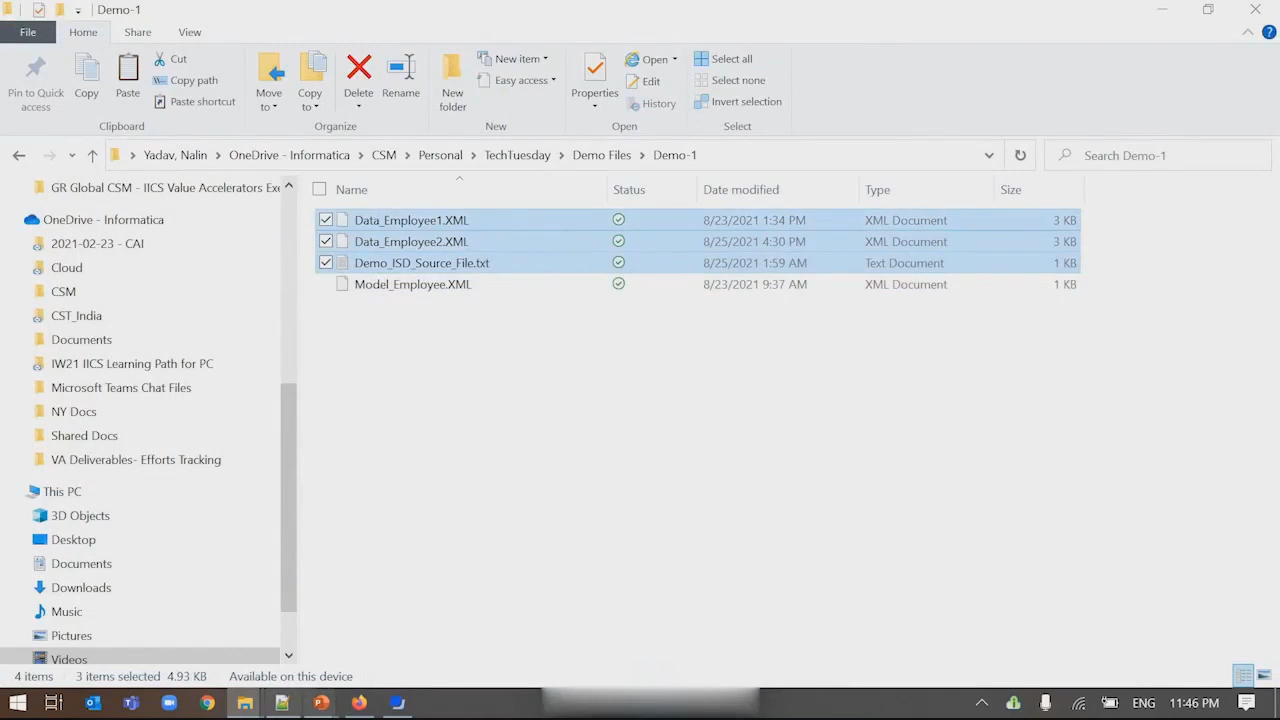 Demo-1
File Home Share View
Pin to Quick access
Copy
Paste
Cut
Copy path
Paste shortcut
Clipboard
Move to
Copy to
Delete
Rename
Organize
New folder
New item
Easy access
New
Properties
Open
Edit
History
Open
Select all
Select none
Invert selection
Select
Yadav, Nalin > OneDrive - Informatica > CSM > Personal > TechTuesday > Demo Files > Demo-1
Search Demo-1
GR Global CSM - IICS Value Accelerators Exe
OneDrive - Informatica
2021-02-23 - CAI
Cloud
CSM
CST_India
Documents
IW21 IICS Learning Path for PC
Microsoft Teams Chat Files
NY Docs
Shared Docs
VA Deliverables- Efforts Tracking
This PC
3D Objects
Desktop
Documents
Downloads
Music
Pictures
Videos
Name Status Date modified Type Size
Data_Employee1.XML 8/23/2021 1:34 PM XML Document 3 KB
Data_Employee2.XML 8/25/2021 4:30 PM XML Document 3 KB
Demo_ISD_Source_File.txt 8/25/2021 1:59 AM Text Document 1 KB
Model_Employee.XML 8/23/2021 9:37 AM XML Document 1 KB
4 items 3 items selected 4.93 KB Available on this device
ENG 11:46 PM